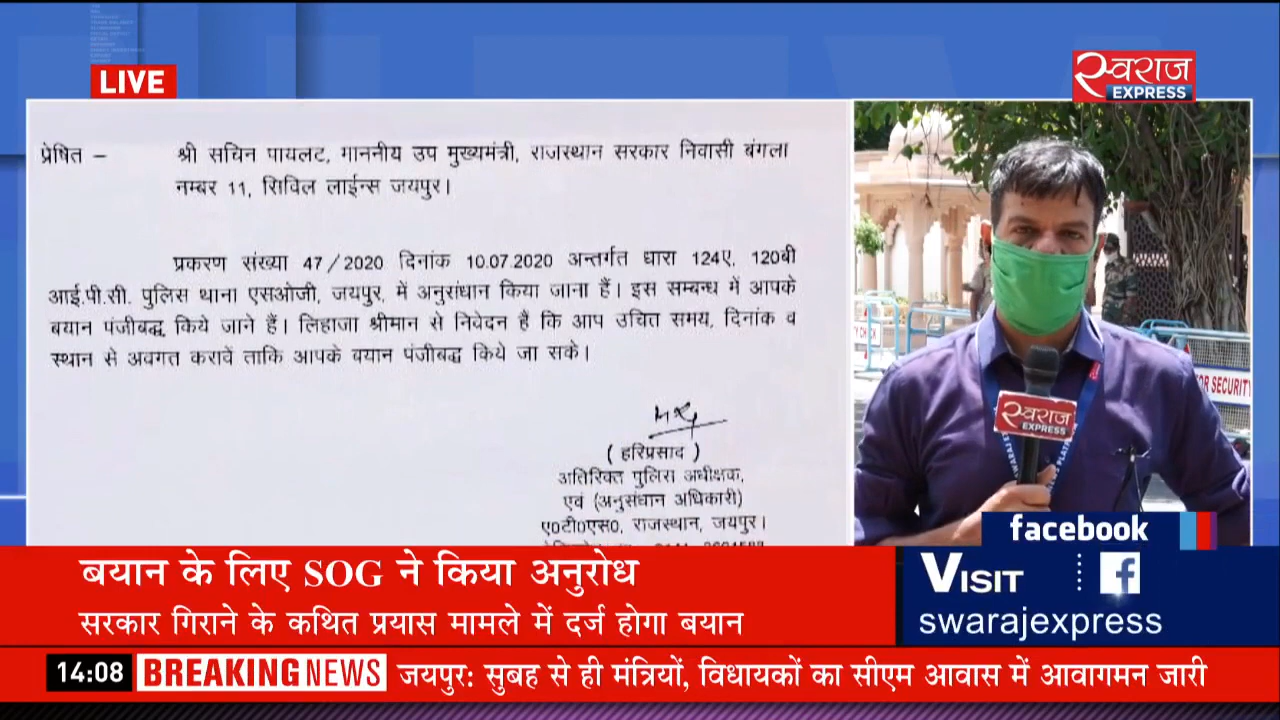 LIVE
स्वराज
EXPRESS
प्रेषित – श्री सचिन पायलट, माननीय उप मुख्यमंत्री, राजस्थान सरकार निवासी बंगला
नम्बर 11, सिविल लाईन्स जयपुर।
प्रकरण संख्या 47/2020 दिनांक 10.07.2020 अन्तर्गत धारा 124ए, 120बी
आई.पी.सी. पुलिस थाना एसओजी, जयपुर, में अनुसंधान किया जाना है। इस सम्बन्ध में आपके
बयान पंजीबद्ध किये जाने हैं। लिहाजा श्रीमान से निवेदन है कि आप उचित समय, दिनांक व
स्थान से अवगत करावें ताकि आपके बयान पंजीबद्ध किये जा सके।
( हरिप्रसाद )
अतिरिक्त पुलिस अधीक्षक,
एवं (अनुसंधान अधिकारी)
ए०टी०एस०, राजस्थान, जयपुर।
स्वराज
EXPRESS
OR SECURITY
facebook
VISIT
swarajexpress
बयान के लिए SOG ने किया अनुरोध
सरकार गिराने के कथित प्रयास मामले में दर्ज होगा बयान
14:08 BREAKING NEWS जयपुर: सुबह से ही मंत्रियों, विधायकों का सीएम आवास में आवागमन जारी